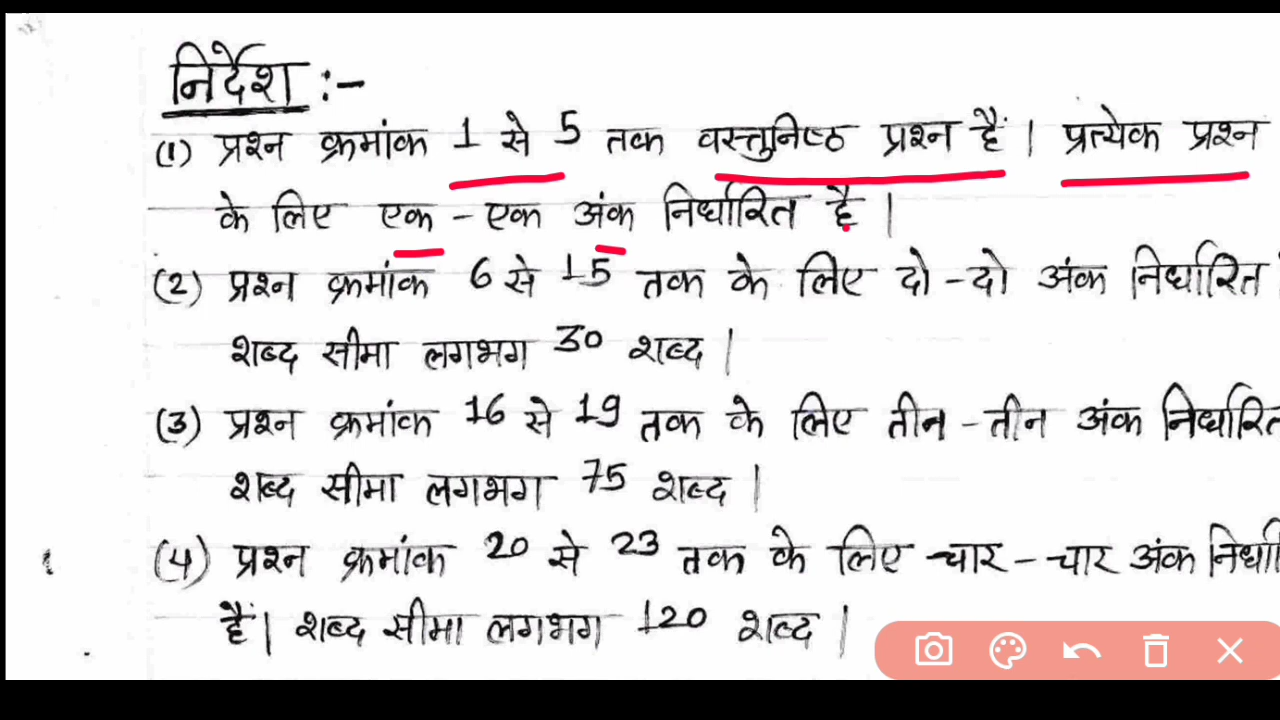 निर्देश :-
(1) प्रश्न क्रमांक 1 से 5 तक वस्तुनिष्ठ प्रश्न हैं । प्रत्येक प्रश्न
के लिए एक - एक अंक निर्धारित है ।
(2) प्रश्न क्रमांक 6 से 15 तक के लिए दो - दो अंक निर्धारित
शब्द सीमा लगभग 30 शब्द ।
(3) प्रश्न क्रमांक 16 से 19 तक के लिए तीन - तीन अंक निर्धारित
शब्द सीमा लगभग 75 शब्द ।
(4) प्रश्न क्रमांक 20 से 23 तक के लिए चार - चार अंक
हैं । शब्द सीमा लगभग 120 शब्द ।